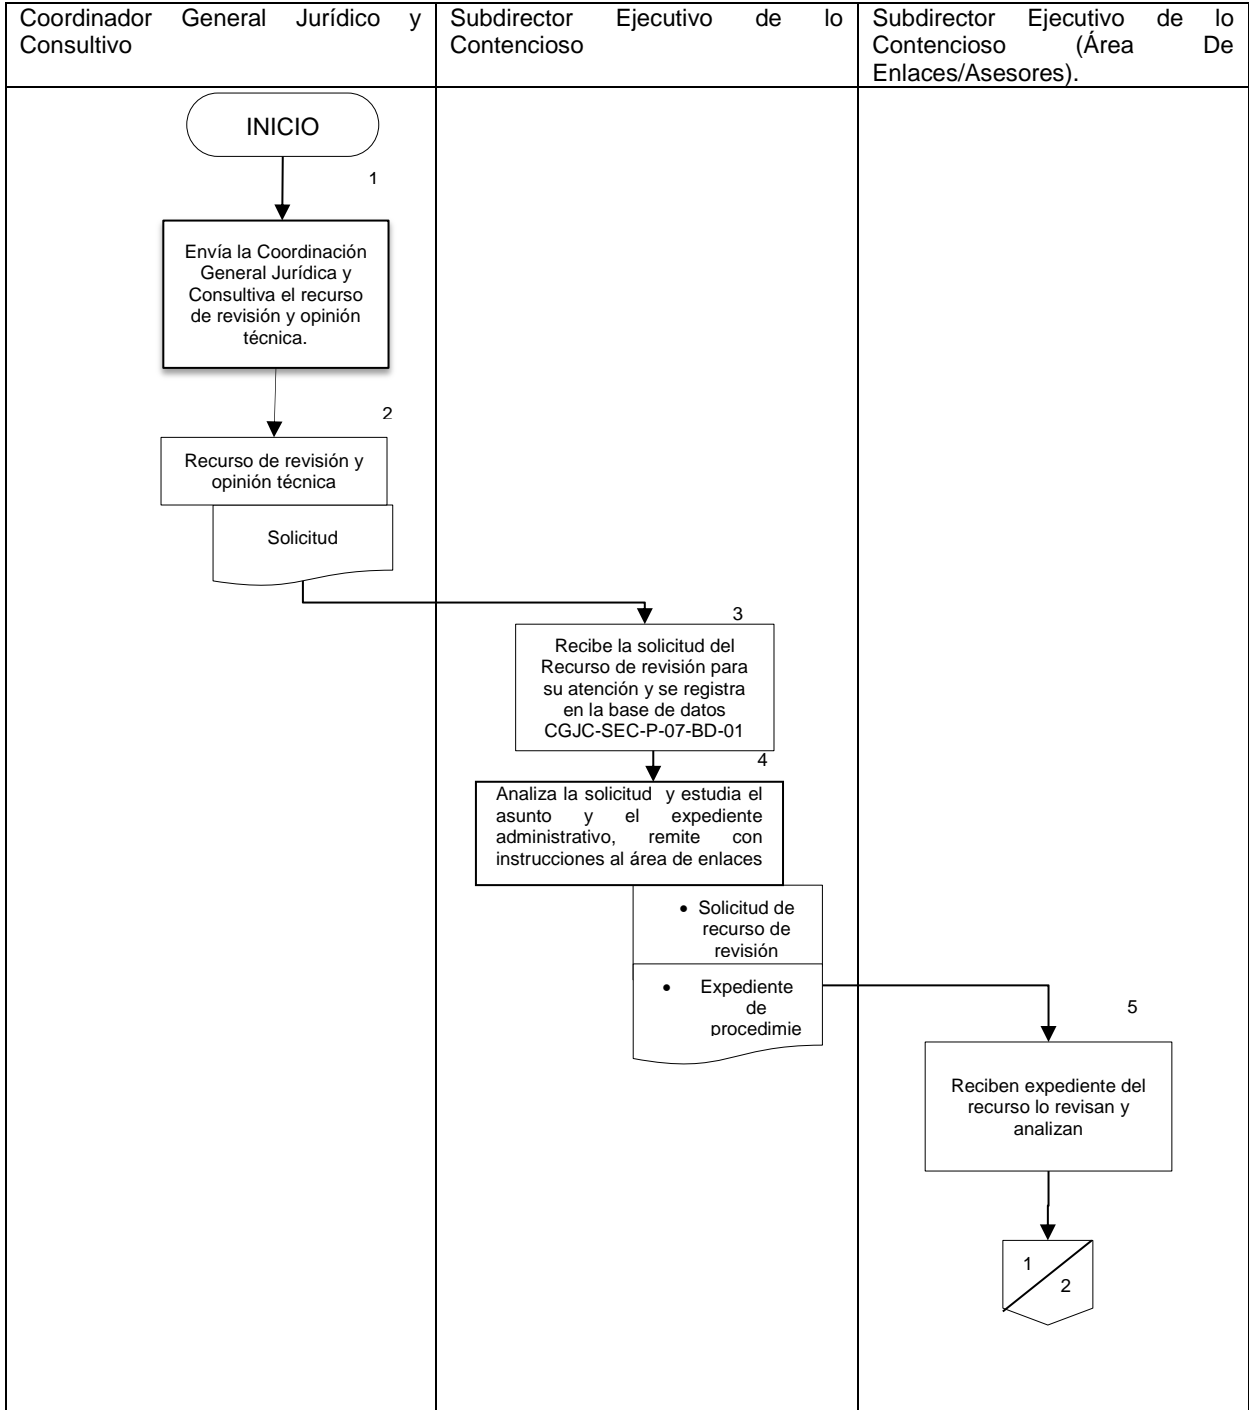 Coordinador General Jurídico y
Consultivo
Subdirector Ejecutivo de lo
Contencioso
Subdirector Ejecutivo de lo
Contencioso (Área De
Enlaces/Asesores).
INICIO
1
Envía la Coordinación
General Jurídica y
Consultiva el recurso
de revisión y opinión
técnica.
2
Recurso de revisión y
opinión técnica
Solicitud
3
Recibe la solicitud del
Recurso de revisión para
su atención y se registra
en la base de datos
CGJC-SEC-P-07-BD-01
4
Analiza la solicitud y estudia el
asunto y el expediente
administrativo, remite con
instrucciones al área de enlaces
• Solicitud de
recurso de
revisión
• Expediente
de
procedimie
5
Reciben expediente del
recurso lo revisan y
analizan
1
2